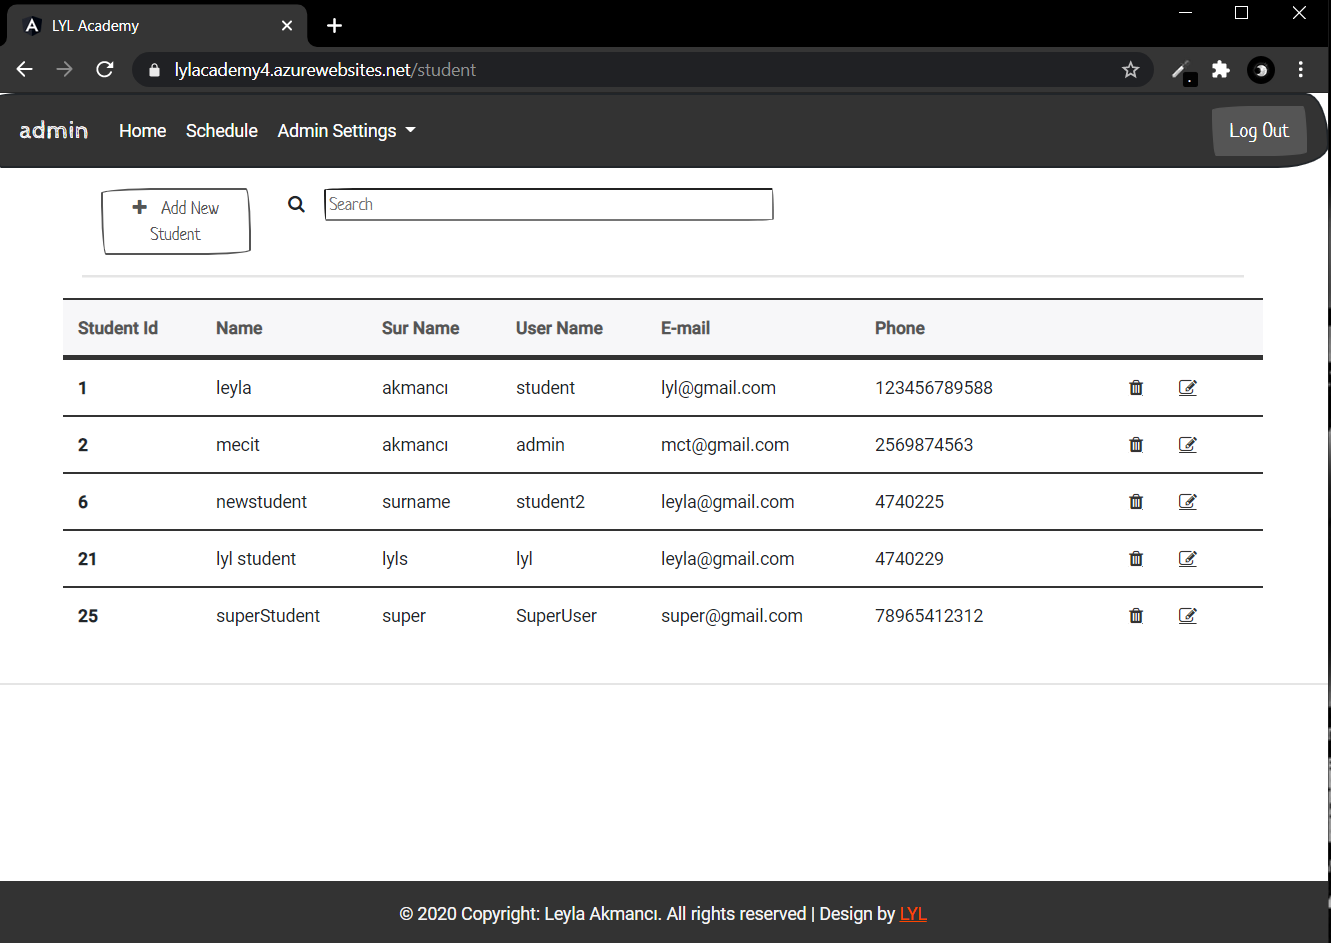 LYL Academy
lylacademy4.azurewebsites.net/student
admin Home Schedule Admin Settings Log Out
Add New
Student
Search
Student Id Name Sur Name User Name E-mail Phone
1 leyla akmancı student lyl@gmail.com 123456789588
2 mecit akmancı admin mct@gmail.com 2569874563
6 newstudent surname student2 leyla@gmail.com 4740225
21 lyl student lyls lyl leyla@gmail.com 4740229
25 superStudent super SuperUser super@gmail.com 78965412312
© 2020 Copyright: Leyla Akmancı. All rights reserved | Design by LYL